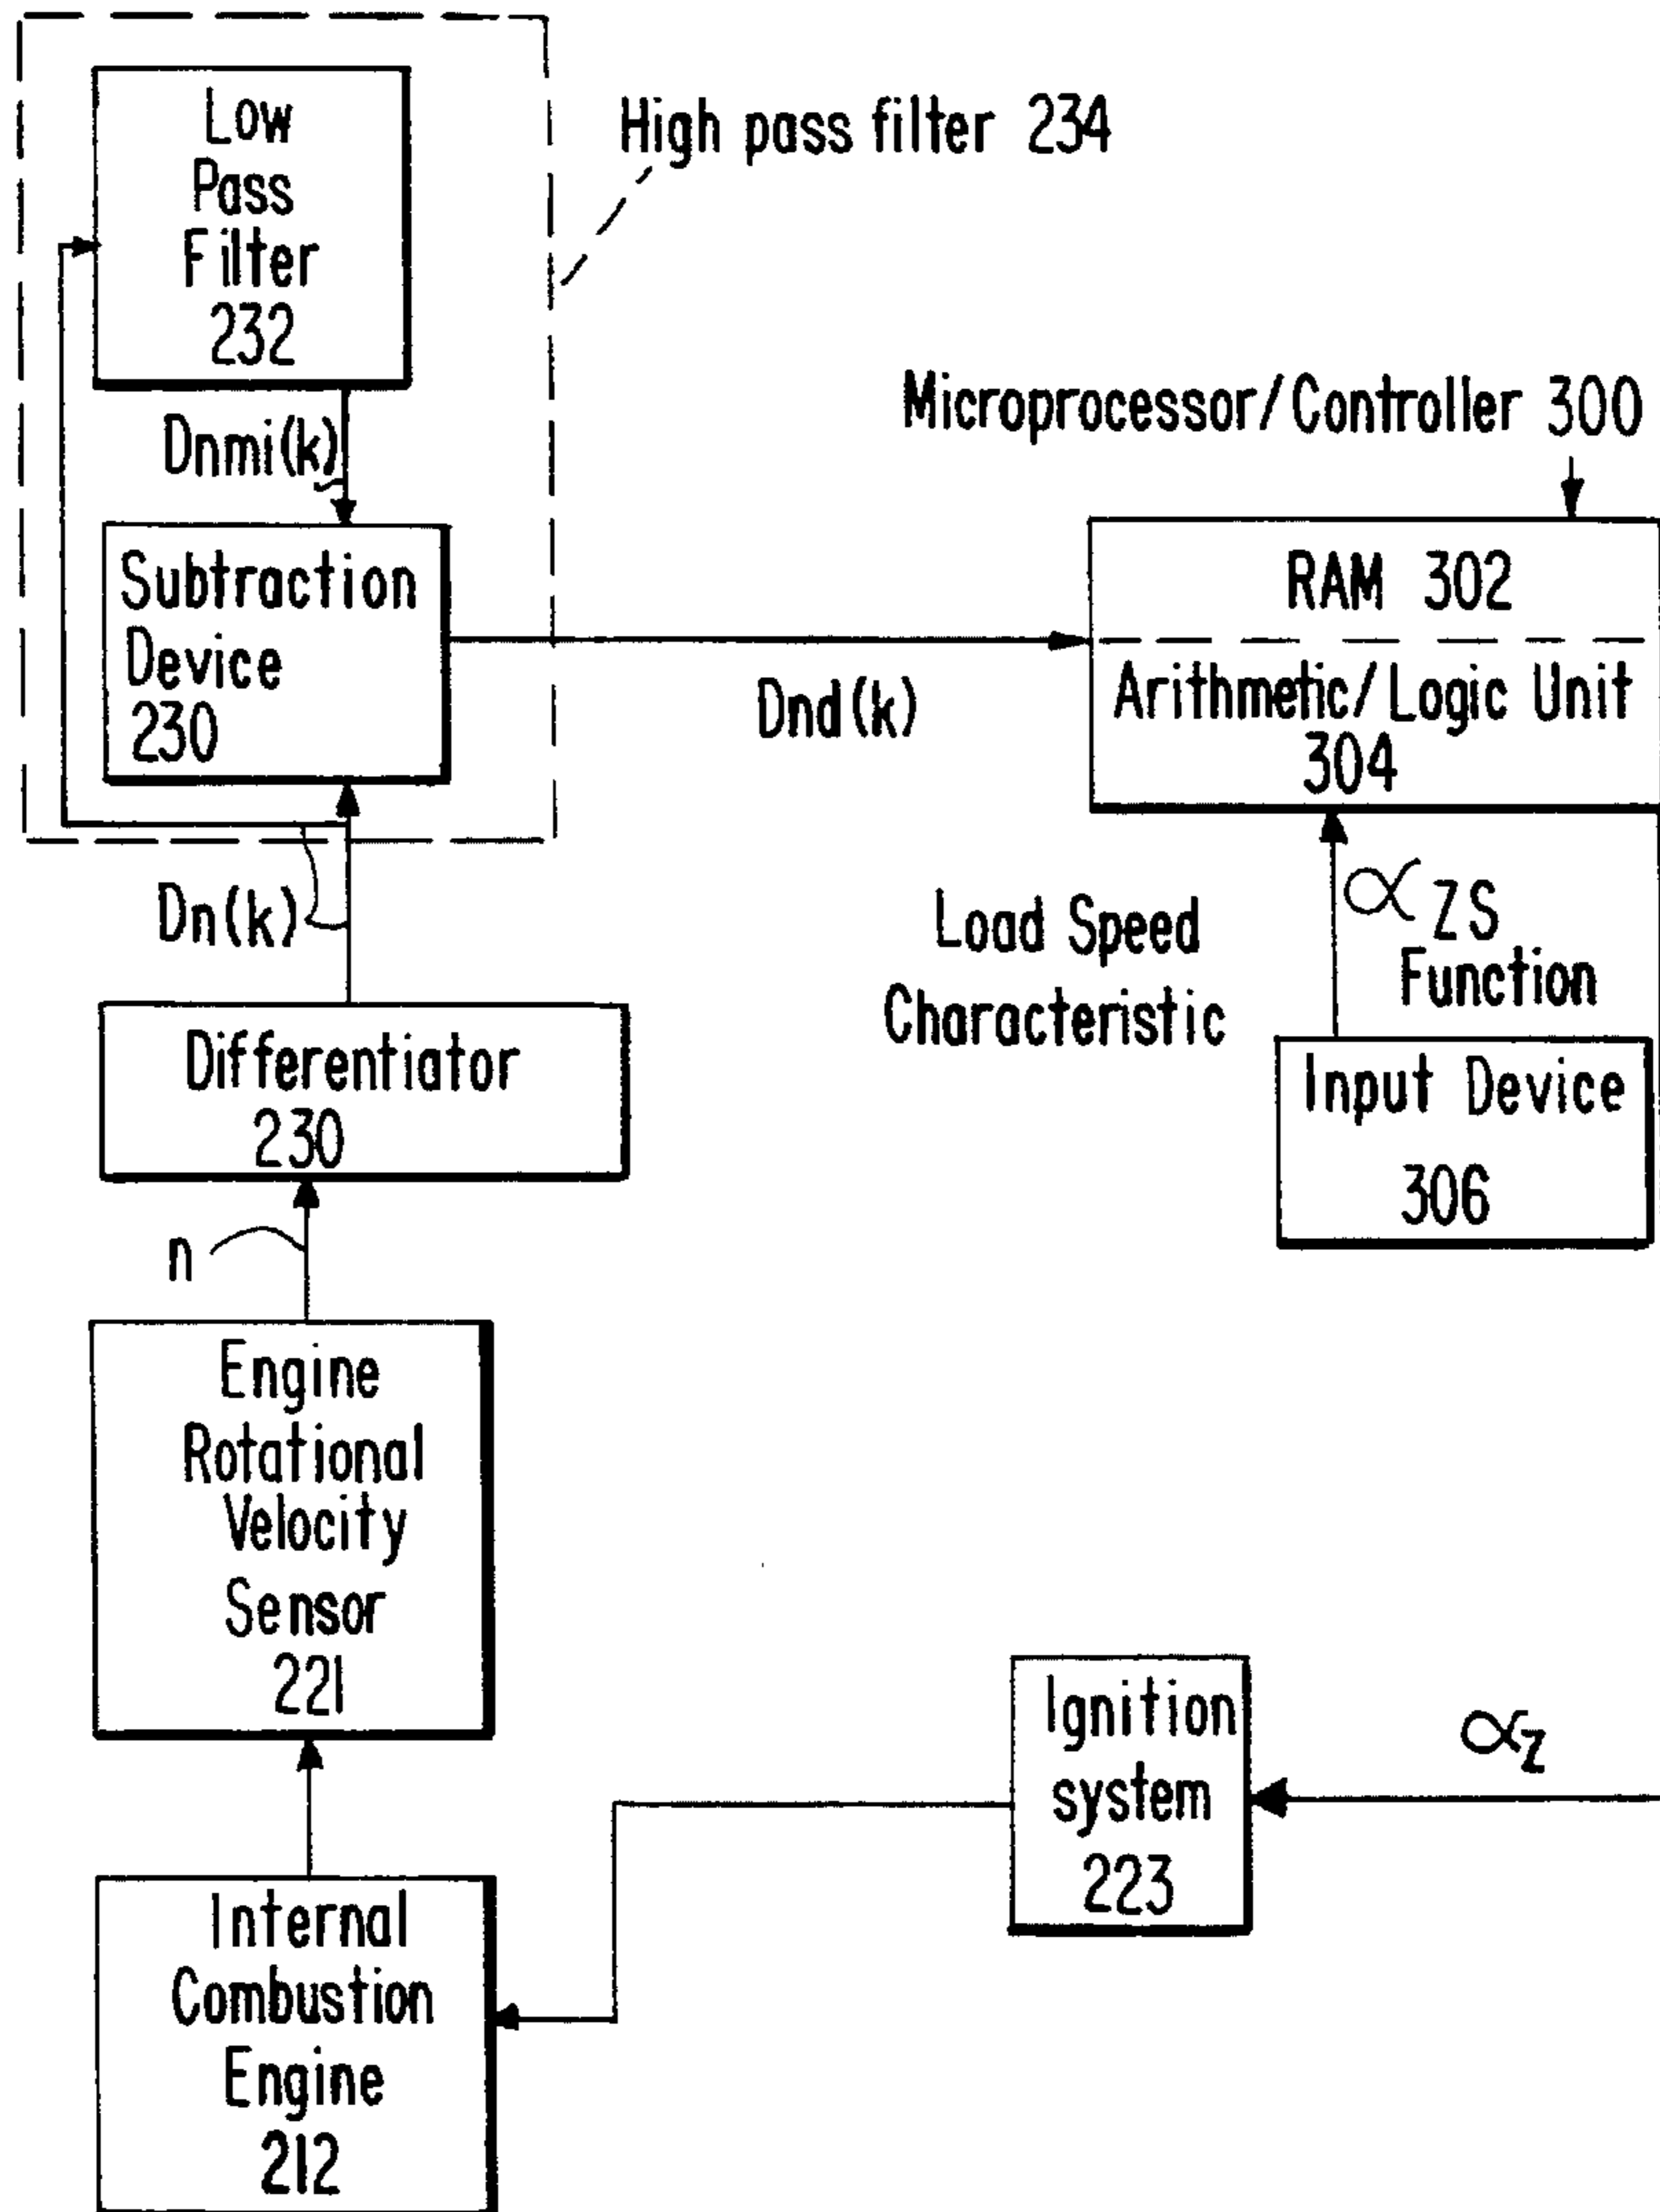 Low
Pass
Filter
232
High pass filter 234
Dnmi(k)
Microprocessor/Controller 300
Subtraction
Device
230
Dnd(k)
RAM 302
Arithmetic/Logic Unit
304
Dn(k)
Load Speed
Characteristic
∝ZS
Function
Differentiator
230
Input Device
306
n
Engine
Rotational
Velocity
Sensor
221
Ignition
system
223
∝Z
Internal
Combustion
Engine
212